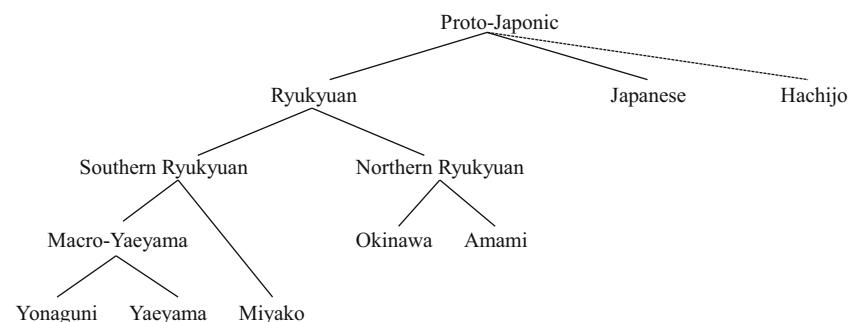 Proto-Japonic
Ryukyuan Japanese Hachijo
Southern Ryukyuan Northern Ryukyuan
Macro-Yaeyama Okinawa Amami
Yonaguni Yaeyama Miyako